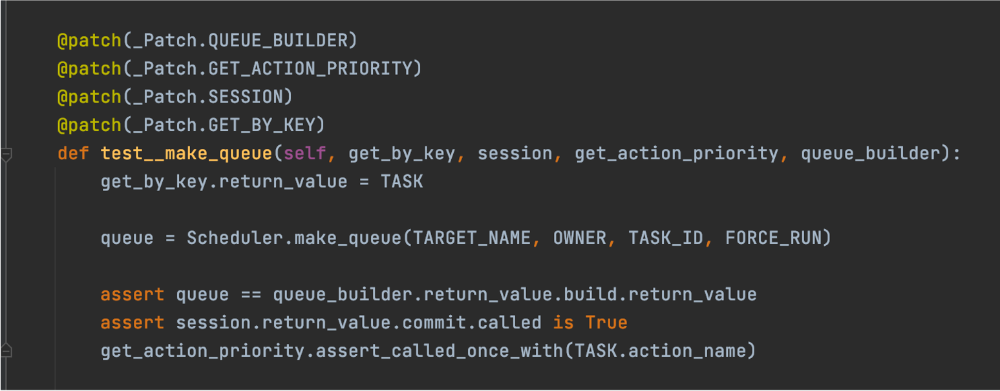 @patch(_Patch.QUEUE_BUILDER)
@patch(_Patch.GET_ACTION_PRIORITY)
@patch(_Patch.SESSION)
@patch(_Patch.GET_BY_KEY)
def test__make_queue(self, get_by_key, session, get_action_priority, queue_builder):
    get_by_key.return_value = TASK
    queue = Scheduler.make_queue(TARGET_NAME, OWNER, TASK_ID, FORCE_RUN)
    assert queue == queue_builder.return_value.build.return_value
    assert session.return_value.commit.called is True
    get_action_priority.assert_called_once_with(TASK.action_name)